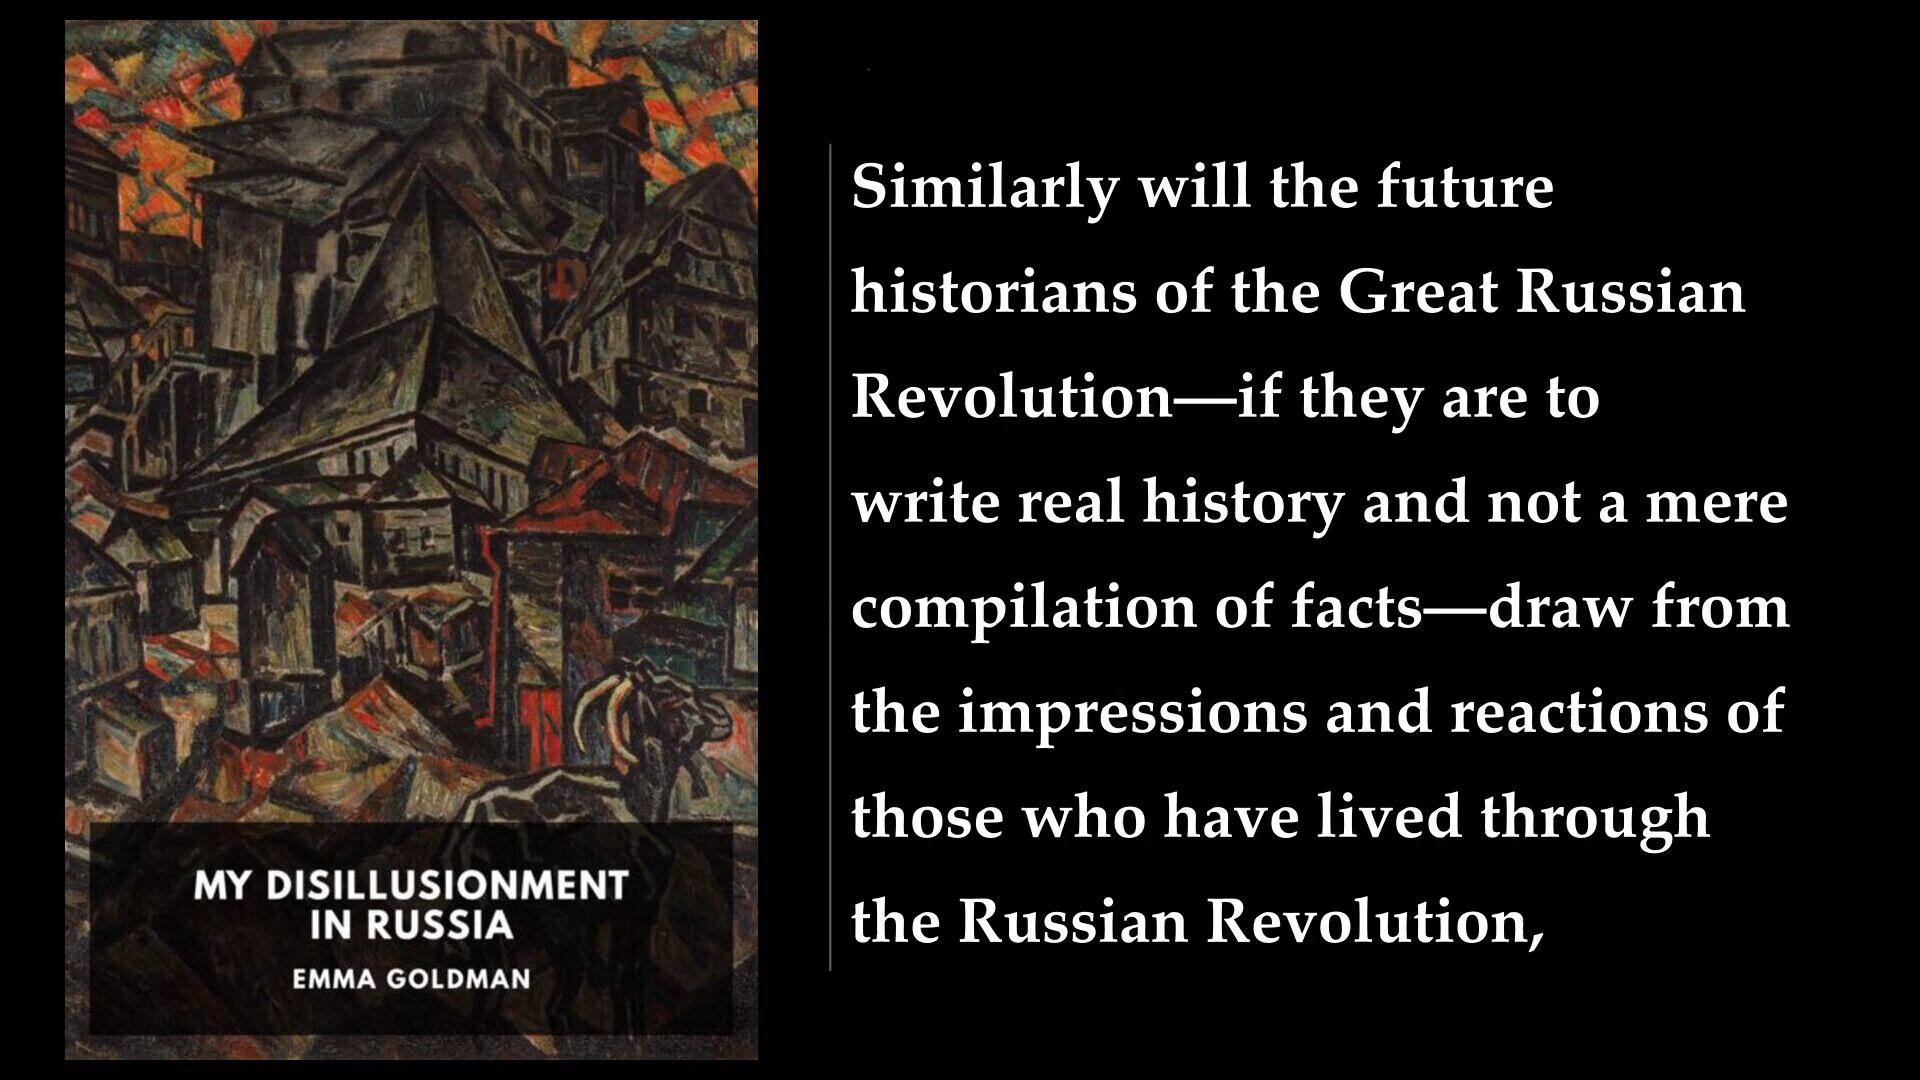 MY DISILLUSIONMENT
IN RUSSIA
EMMA GOLDMAN
Similarly will the future
historians of the Great Russian
Revolution—if they are to
write real history and not a mere
compilation of facts—draw from
the impressions and reactions of
those who have lived through
the Russian Revolution,